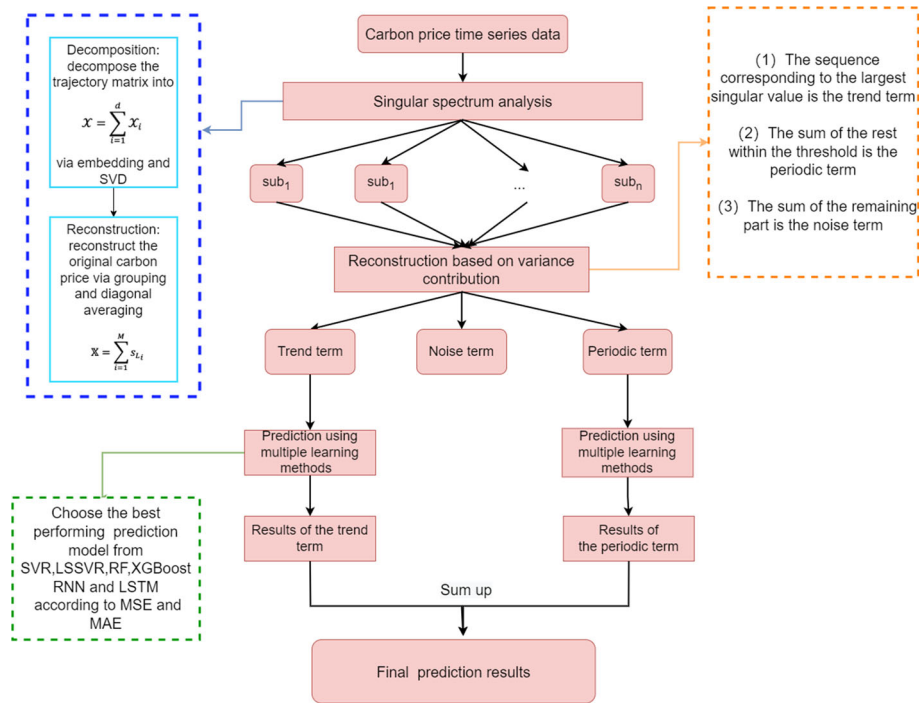 Carbon price time series data
Decomposition:
decompose the
trajectory matrix into
𝒳 = ∑_{i=1}^{d} 𝒳_i
via embedding and
SVD
Reconstruction:
reconstruct the
original carbon
price via grouping
and diagonal
averaging
𝕏 = ∑_{i=1}^{M} s_{L_i}
Singular spectrum analysis
sub₁
sub₁
...
subₙ
Reconstruction based on variance
contribution
(1) The sequence
corresponding to the largest
singular value is the trend term
(2) The sum of the rest
within the threshold is the
periodic term
(3) The sum of the remaining
part is the noise term
Trend term
Noise term
Periodic term
Prediction using
multiple learning
methods
Prediction using
multiple learning
methods
Choose the best
performing prediction
model from
SVR,LSSVR,RF,XGBoost
RNN and LSTM
according to MSE and
MAE
Results of the trend
term
Results of
the periodic term
Sum up
Final prediction results